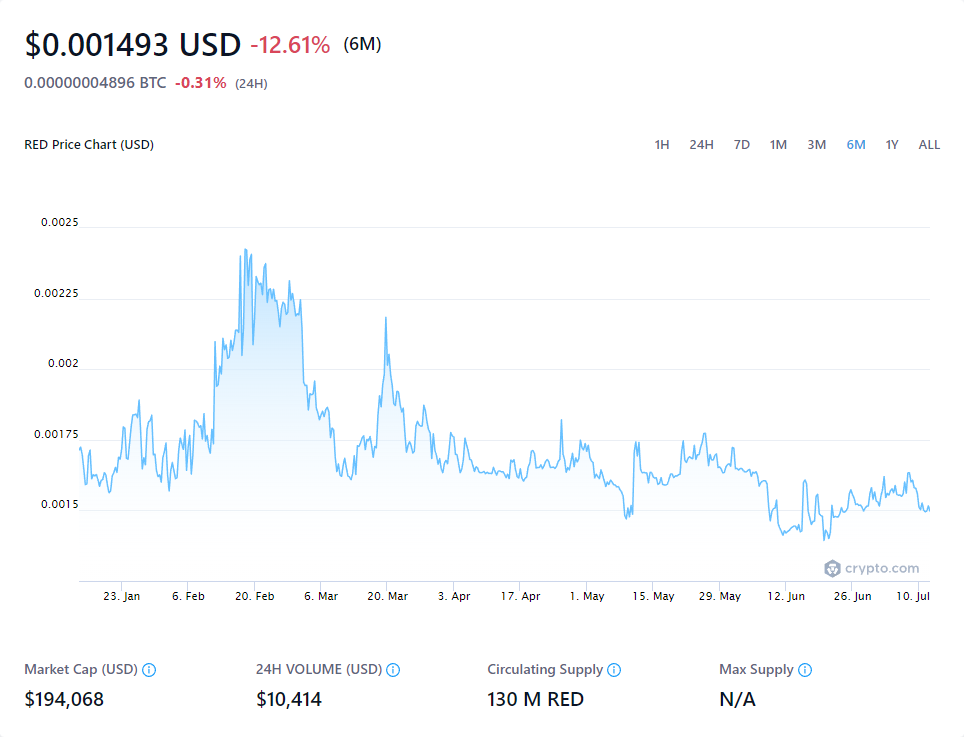 $0.001493 USD -12.61% (6M)
0.00000004896 BTC -0.31% (24H)
RED Price Chart (USD) 1H 24H 7D 1M 3M 6M 1Y ALL
0.0025
0.00225
0.002
0.00175
0.0015
crypto.com
23. Jan 6. Feb 20. Feb 6. Mar 20. Mar 3. Apr 17. Apr 1. May 15. May 29. May 12. Jun 26. Jun 10. Jul
Market Cap (USD) 24H VOLUME (USD) Circulating Supply Max Supply
$194,068 $10,414 130 M RED N/A